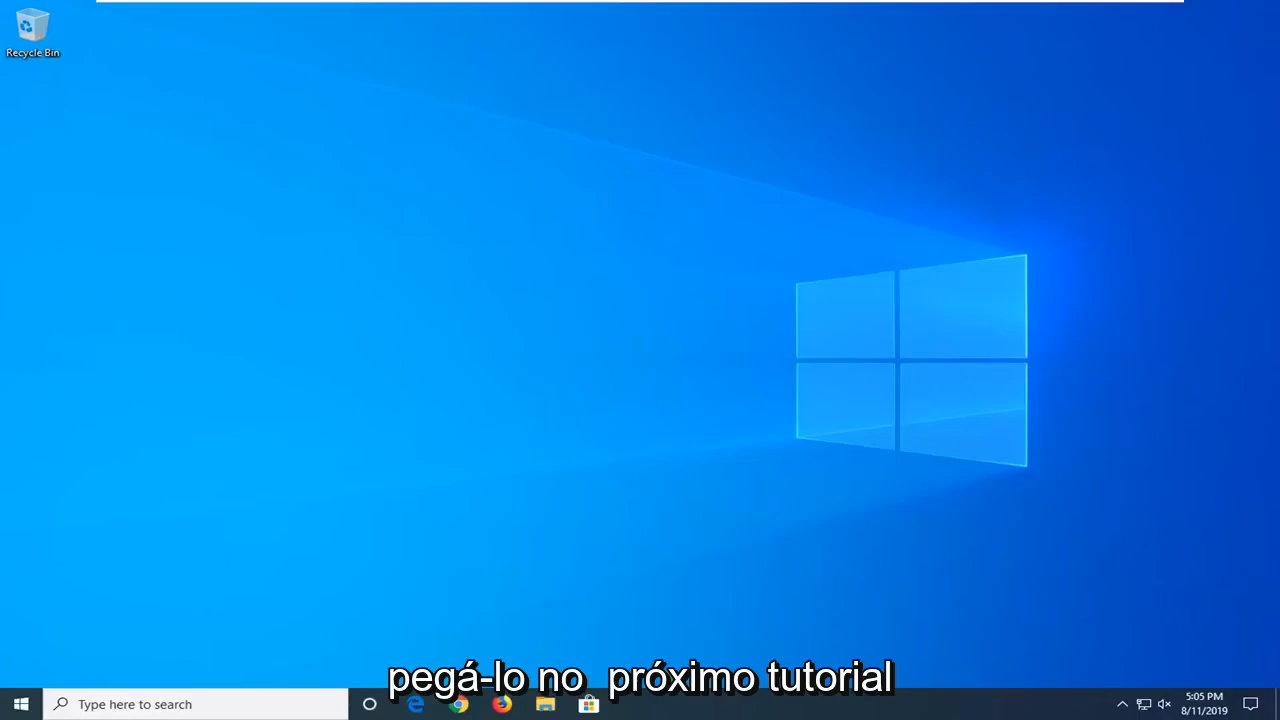 Recycle Bin
pegá-lo no próximo tutorial
Type here to search
5:05 PM
8/11/2019